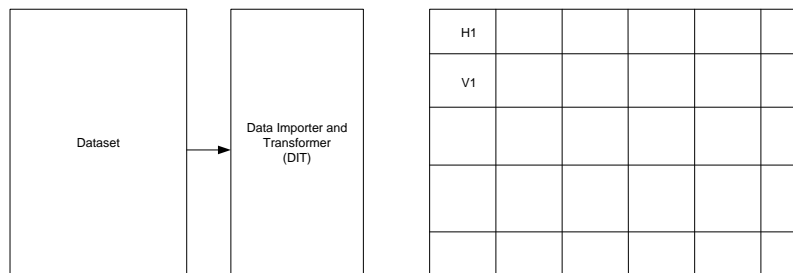 Dataset
Data Importer and
Transformer
(DIT)
H1
V1